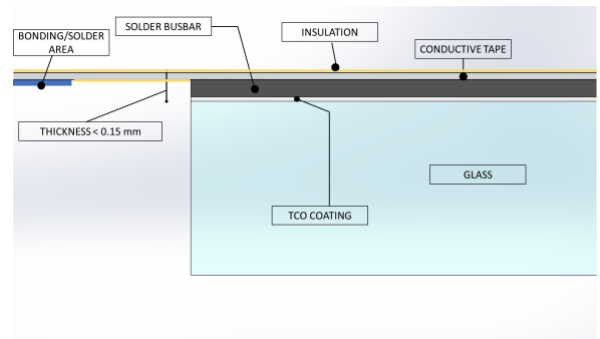 BONDING/SOLDER
AREA
SOLDER BUSBAR
INSULATION
CONDUCTIVE TAPE
THICKNESS < 0.15 mm
GLASS
TCO COATING